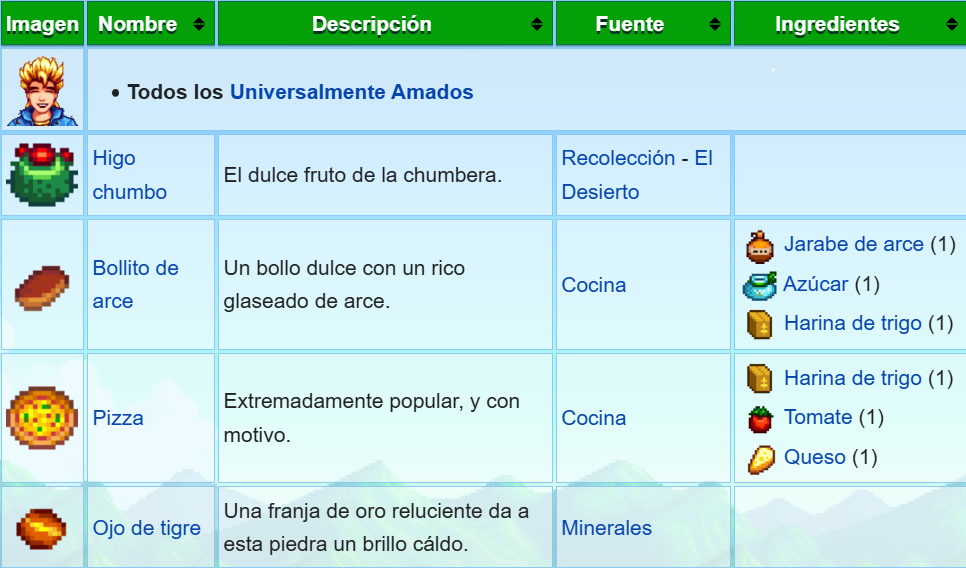 Imagen Nombre Descripción Fuente Ingredientes
• Todos los Universalmente Amados
Higo
chumbo
El dulce fruto de la chumbera.
Recolección - El
Desierto
Bollito de
arce
Un bollo dulce con un rico
glaseado de arce.
Cocina
Jarabe de arce (1)
Azúcar (1)
Harina de trigo (1)
Pizza
Extremadamente popular, y con
motivo.
Cocina
Harina de trigo (1)
Tomate (1)
Queso (1)
Ojo de tigre
Una franja de oro reluciente da a
esta piedra un brillo cáldo.
Minerales